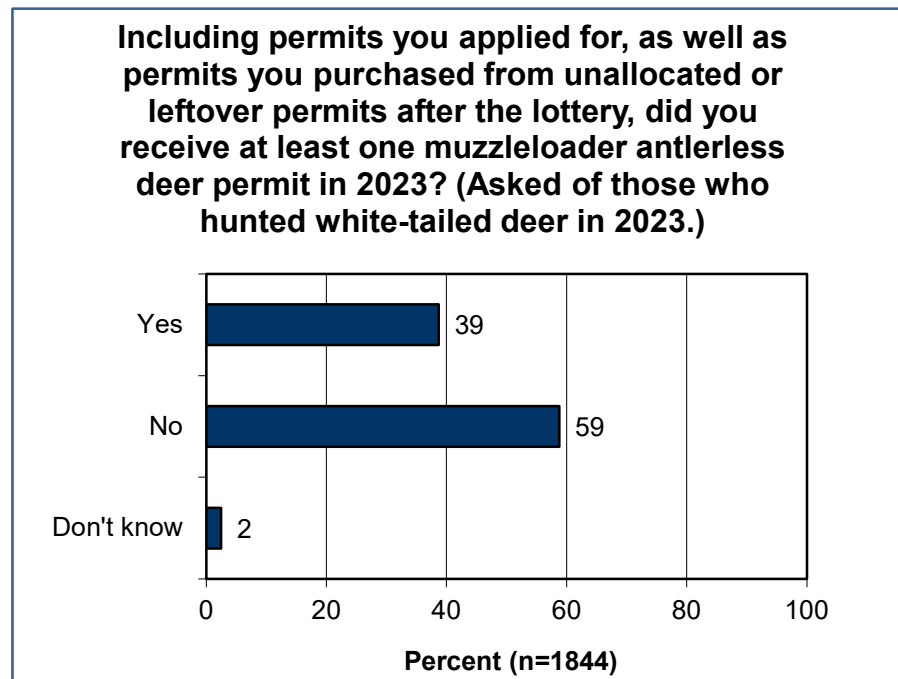 Including permits you applied for, as well as
permits you purchased from unallocated or
leftover permits after the lottery, did you
receive at least one muzzleloader antlerless
deer permit in 2023? (Asked of those who
hunted white-tailed deer in 2023.)
Yes
39
No
59
Don't know
2
0 20 40 60 80 100
Percent (n=1844)